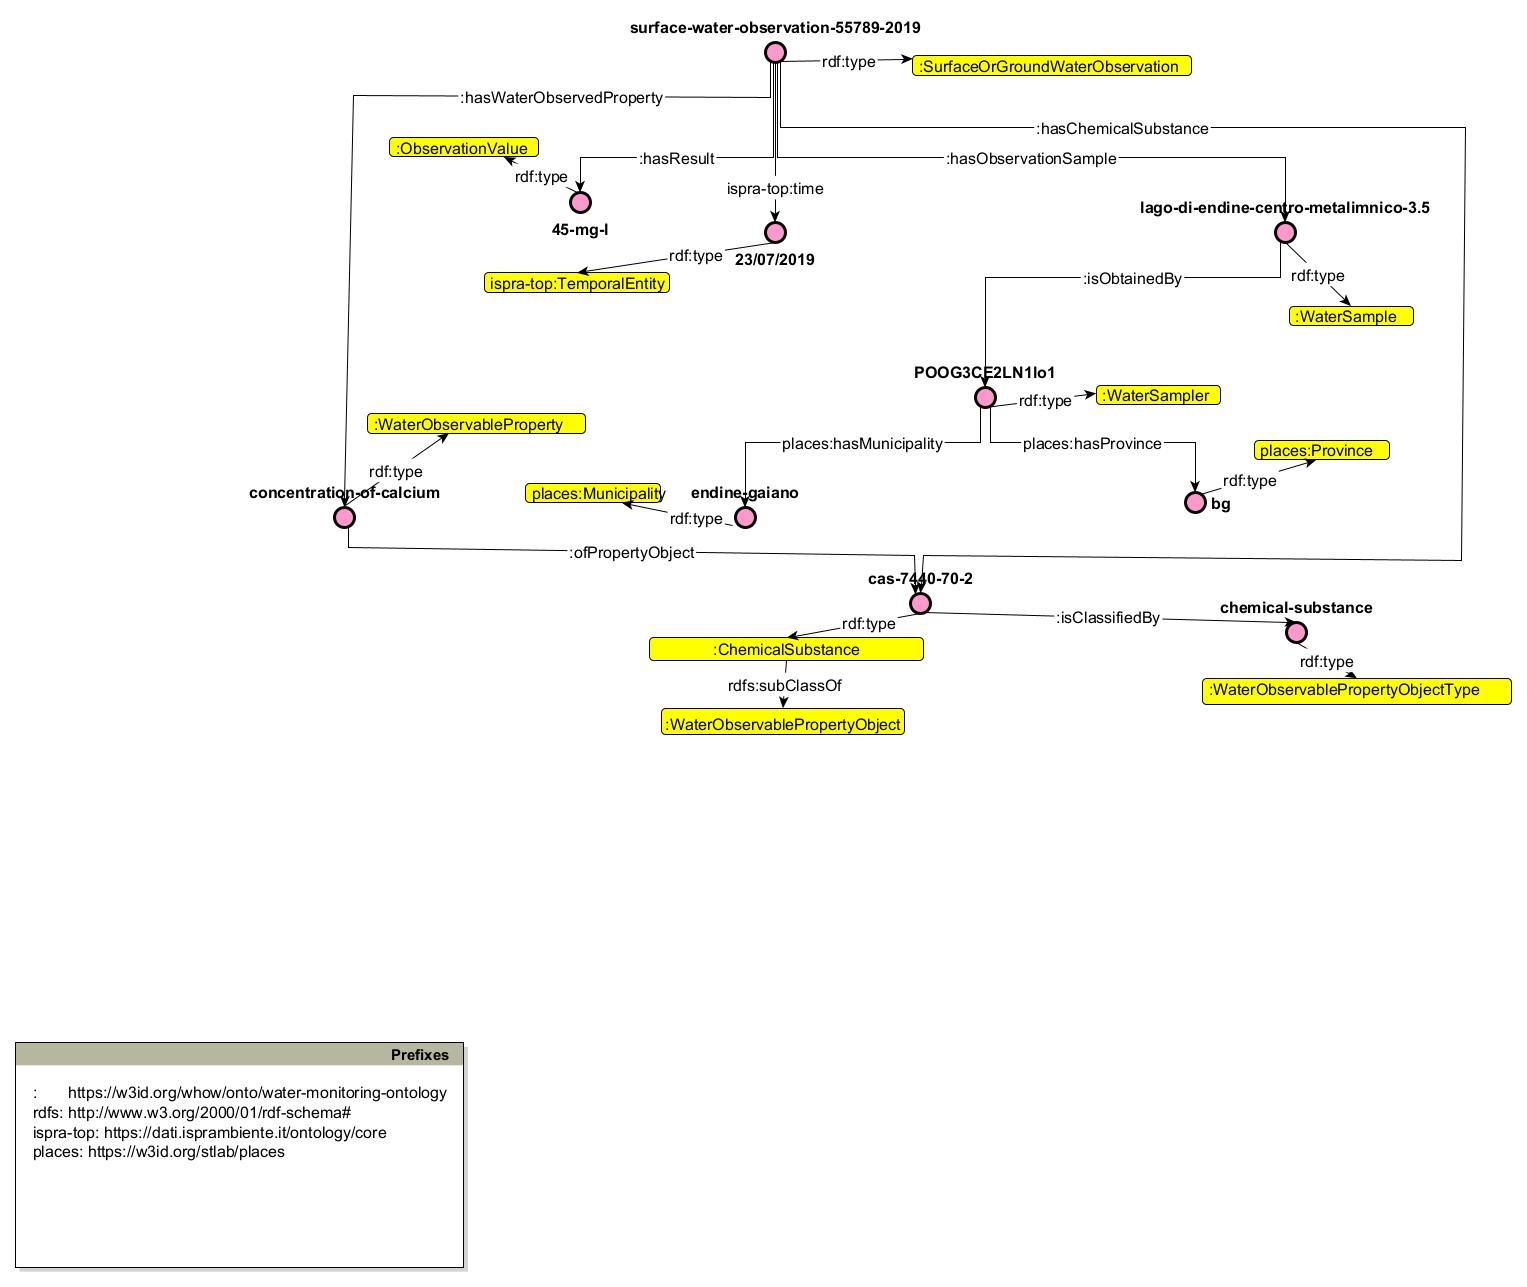 surface-water-observation-55789-2019
rdf:type
:SurfaceOrGroundWaterObservation
:hasWaterObservedProperty
:hasChemicalSubstance
:ObservationValue
:hasResult
:hasObservationSample
rdf:type
ispra-top:time
lago-di-endine-centro-metalimnico-3.5
45-mg-l
rdf:type
23/07/2019
ispra-top:TemporalEntity
:isObtainedBy
rdf:type
:WaterSample
POOG3CE2LN1lo1
rdf:type
:WaterSampler
:WaterObservableProperty
places:hasMunicipality
places:hasProvince
places:Province
rdf:type
rdf:type
concentration-of-calcium
places:Municipality
endine-gaiano
bg
rdf:type
:ofPropertyObject
cas-7440-70-2
chemical-substance
rdf:type
:isClassifiedBy
:ChemicalSubstance
rdf:type
rdfs:subClassOf
:WaterObservablePropertyObjectType
:WaterObservablePropertyObject
Prefixes
: https://w3id.org/whow/onto/water-monitoring-ontology
rdfs: http://www.w3.org/2000/01/rdf-schema#
ispra-top: https://dati.isprambiente.it/ontology/core
places: https://w3id.org/stlab/places